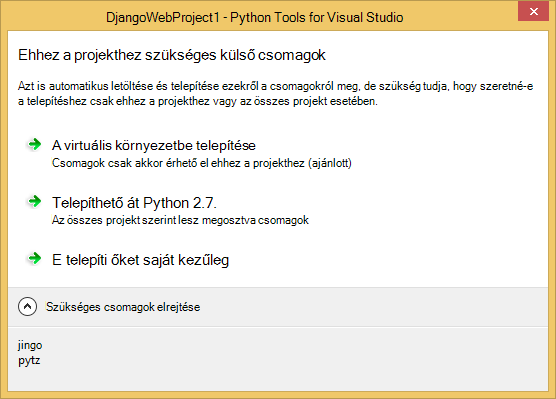 DjangoWebProject1 - Python Tools for Visual Studio
Ehhez a projekthez szükséges külső csomagok
Azt is automatikus letöltése és telepítése ezekről a csomagokról meg, de szükség tudja, hogy szeretné-e
a telepítéshez csak ehhez a projekthez vagy az összes projekt esetében.
A virtuális környezetbe telepítése
Csomagok csak akkor érhető el ehhez a projekthez (ajánlott)
Telepíthető át Python 2.7.
Az összes projekt szerint lesz megosztva csomagok
E telepíti őket saját kezűleg
Szükséges csomagok elrejtése
jingo
pytz